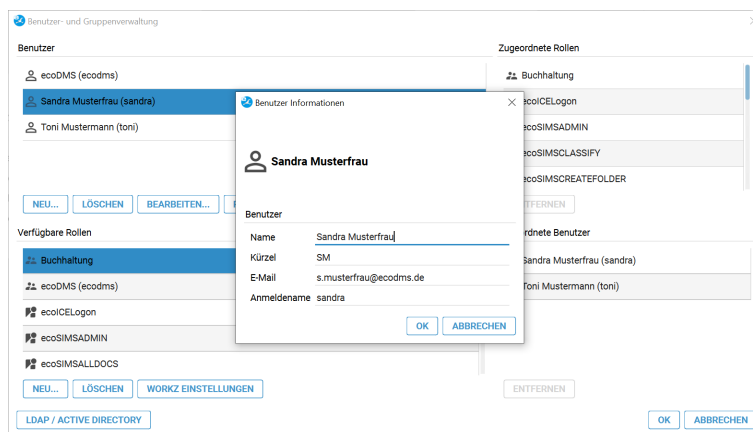 Benutzer- und Gruppenverwaltung
Benutzer
ecoDMS (ecodms)
Sandra Musterfrau (sandra)
Toni Mustermann (toni)
NEU...
LÖSCHEN
BEARBEITEN...
Zugeordnete Rollen
Buchhaltung
ecoICELogon
ecoSIMSADMIN
ecoSIMSCLASSIFY
ecoSIMSCREATEFOLDER
TFERNEN
Benutzer Informationen
Sandra Musterfrau
Benutzer
Name Sandra Musterfrau
Kürzel SM
E-Mail s.musterfrau@ecodms.de
Anmeldename sandra
OK
ABBRECHEN
Verfügbare Rollen
Buchhaltung
ecoDMS (ecodms)
ecoICELogon
ecoSIMSADMIN
ecoSIMSALLDOCS
NEU...
LÖSCHEN
WORKZ EINSTELLUNGEN
rdnete Benutzer
Sandra Musterfrau (sandra)
Toni Mustermann (toni)
ENTFERNEN
LDAP / ACTIVE DIRECTORY
OK
ABBRECHEN